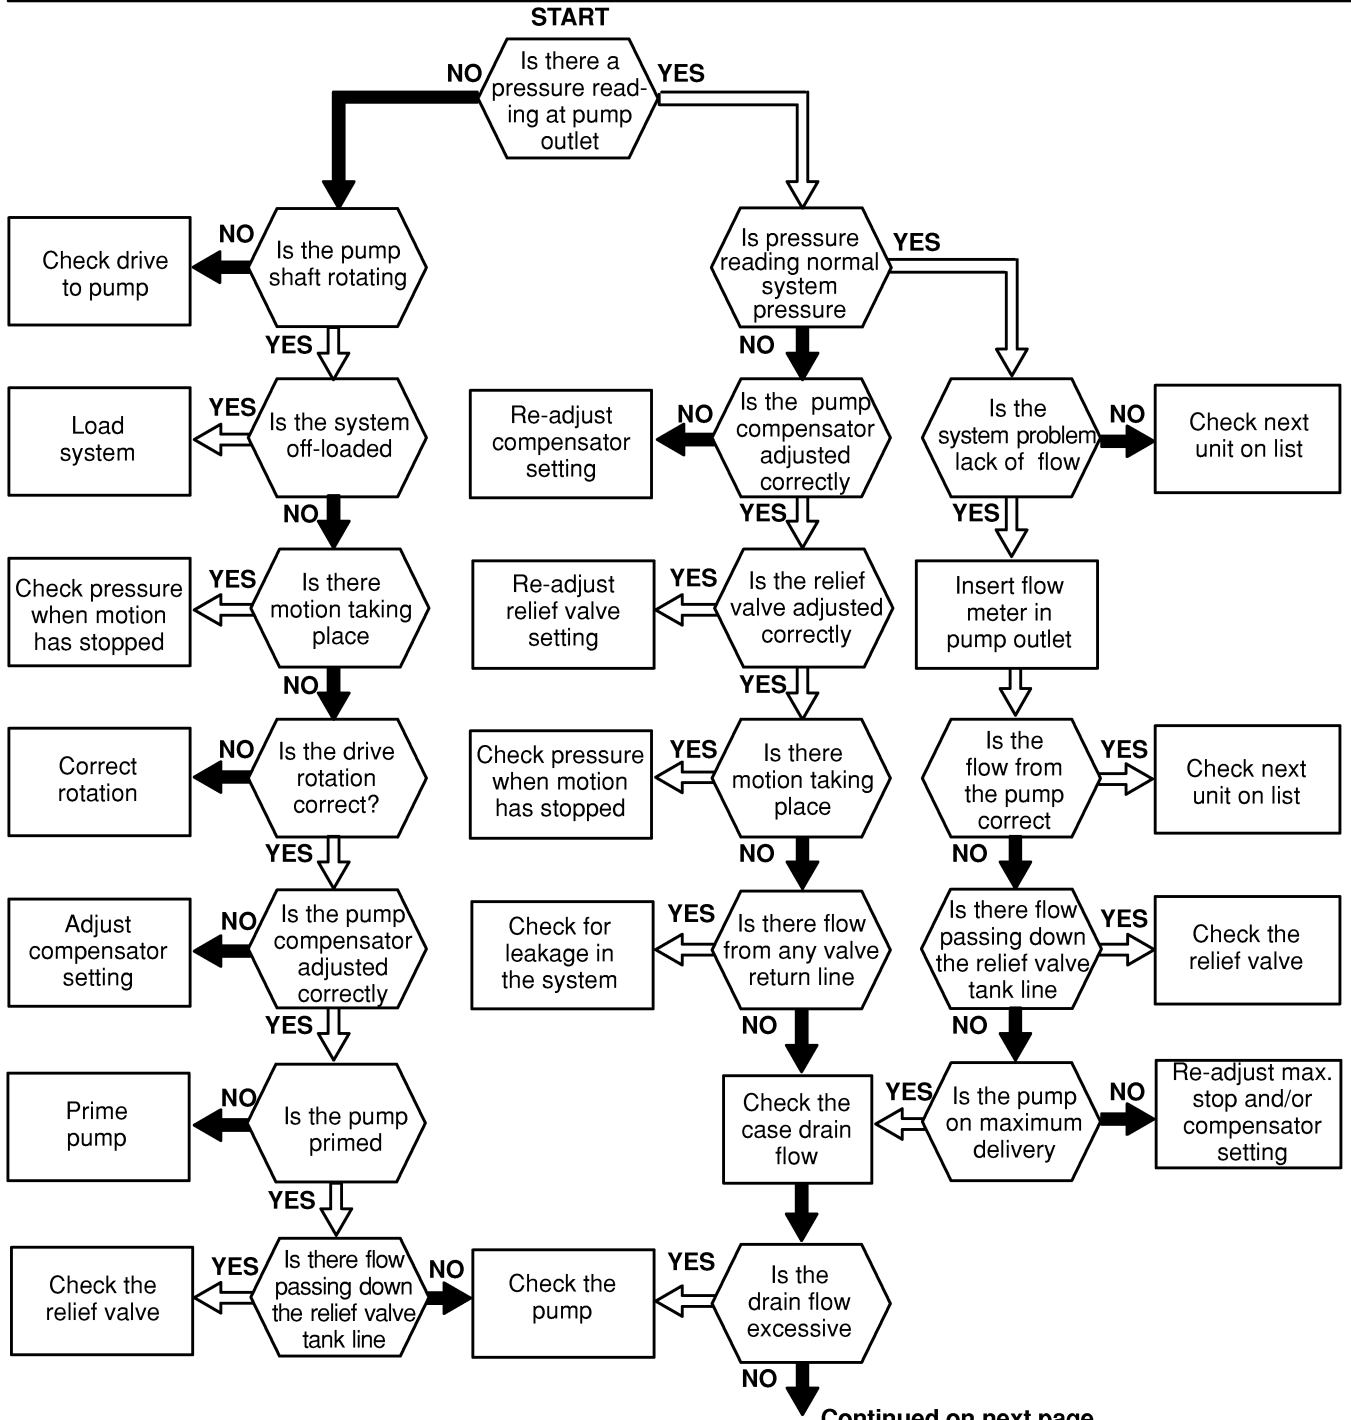 START
NO
Is there a
pressure read-
ing at pump
outlet
YES
Check drive
to pump
NO
Is the pump
shaft rotating
YES
Is pressure
reading normal
system
pressure
YES
NO
Load
system
YES
Is the system
off-loaded
NO
Re-adjust
compensator
setting
NO
Is the pump
compensator
adjusted
correctly
YES
Is the
system problem
lack of flow
NO
YES
Check next
unit on list
Check pressure
when motion
has stopped
YES
Is there
motion taking
place
NO
Re-adjust
relief valve
setting
YES
Is the relief
valve adjusted
correctly
YES
Insert flow
meter in
pump outlet
Correct
rotation
NO
Is the drive
rotation
correct?
YES
Check pressure
when motion
has stopped
YES
Is there
motion taking
place
NO
Is the
flow from
the pump
correct
YES
NO
Check next
unit on list
Adjust
compensator
setting
NO
Is the pump
compensator
adjusted
correctly
YES
Check for
leakage in
the system
YES
Is there flow
from any valve
return line
NO
Is there flow
passing down
the relief valve
tank line
YES
NO
Check the
relief valve
Prime
pump
NO
Is the pump
primed
YES
Check the
case drain
flow
YES
Is the pump
on maximum
delivery
NO
Re-adjust max.
stop and/or
compensator
setting
Check the
relief valve
YES
Is there flow
passing down
the relief valve
tank line
NO
Check the
pump
YES
Is the
drain flow
excessive
NO
Continued on next page